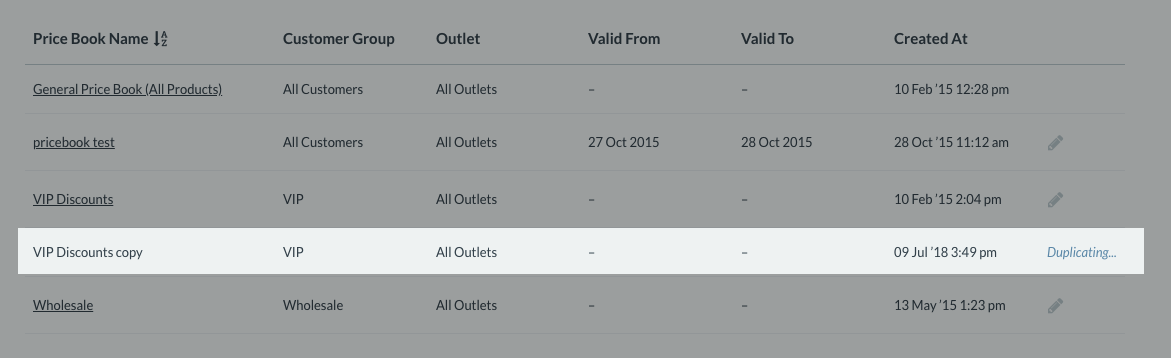 Price Book Name Customer Group Outlet Valid From Valid To Created At
General Price Book (All Products) All Customers All Outlets – – 10 Feb '15 12:28 pm
pricebook test All Customers All Outlets 27 Oct 2015 28 Oct 2015 28 Oct '15 11:12 am
VIP Discounts VIP All Outlets – – 10 Feb '15 2:04 pm
VIP Discounts copy VIP All Outlets – – 09 Jul '18 3:49 pm Duplicating...
Wholesale Wholesale All Outlets – – 13 May '15 1:23 pm